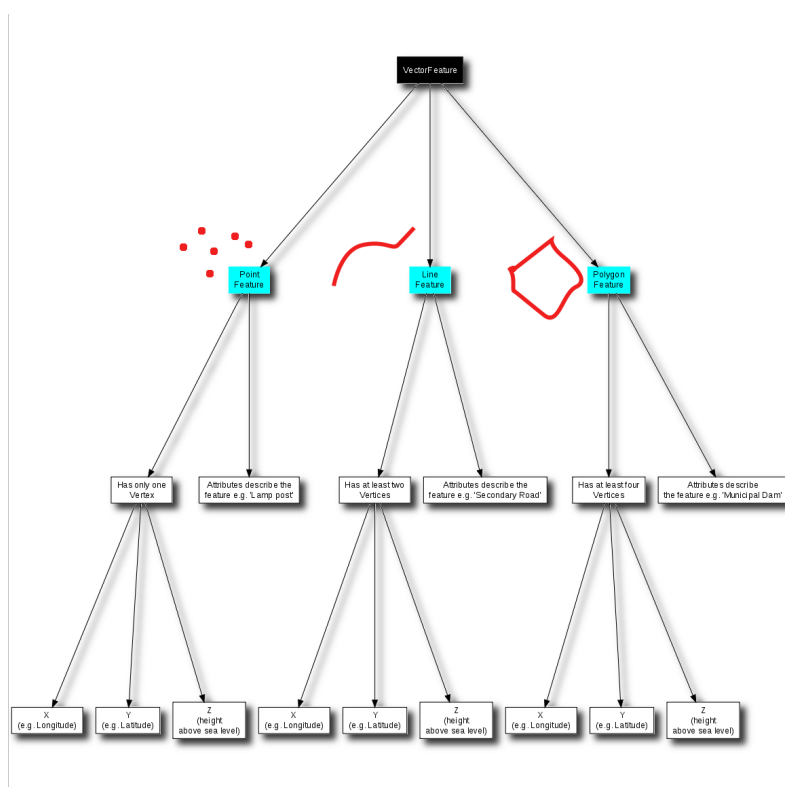 VectorFeature
Point
Feature
Line
Feature
Polygon
Feature
Has only one
Vertex
Attributes describe the
feature e.g. 'Lamp post'
Has at least two
Vertices
Attributes describe the
feature e.g. 'Secondary Road'
Has at least four
Vertices
Attributes describe
the feature e.g. 'Municipal Dam'
X
(e.g. Longitude)
Y
(e.g. Latitude)
Z
(height
above sea level)
X
(e.g. Longitude)
Y
(e.g. Latitude)
Z
(height
above sea level)
X
(e.g. Longitude)
Y
(e.g. Latitude)
Z
(height
above sea level)